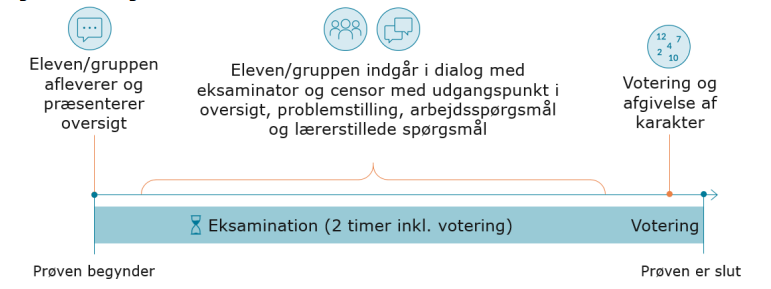 Eleven/gruppen
afleverer og
præsenterer
oversigt
Eleven/gruppen indgår i dialog med
eksaminator og censor med udgangspunkt i
oversigt, problemstilling, arbejdsspørgsmål
og lærerstillede spørgsmål
12 7
4
2
10
Votering og
afgivelse af
karakter
Eksamination (2 timer inkl. votering)
Votering
Prøven begynder
Prøven er slut